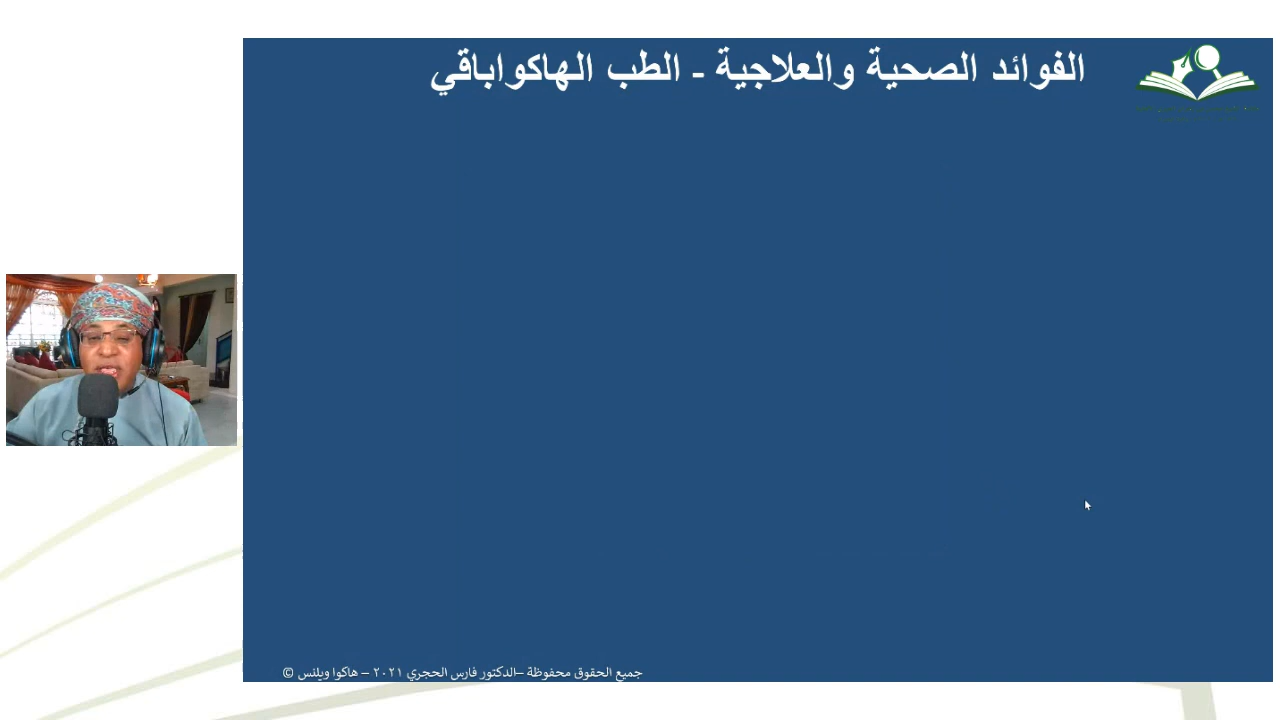 الفوائد الصحية والعلاجية - الطب الهاكواباقي
جميع الحقوق محفوظة –الدكتور فارس الحجري ٢٠٢١ – هاكوا ويلنس ©